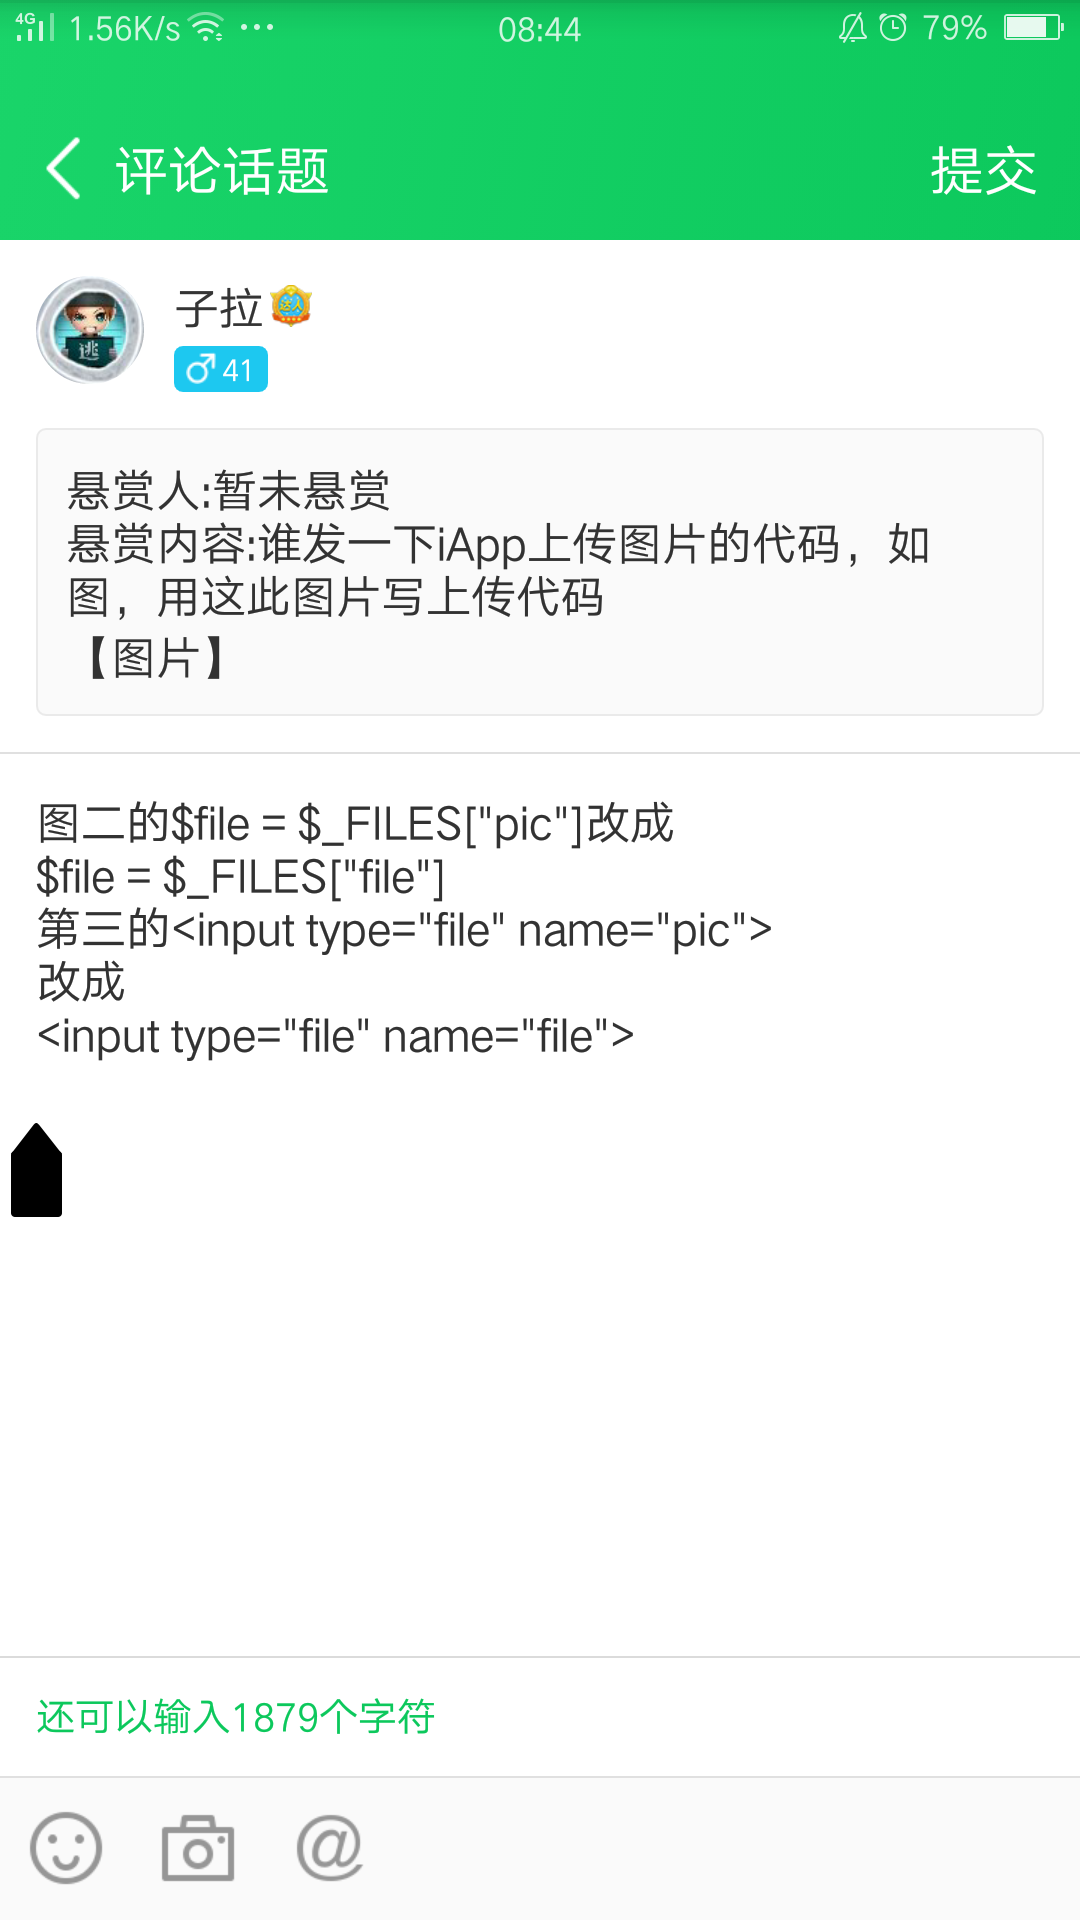 4G 1.56K/s ... 08:44 79%
评论话题 提交
子拉 达人
逃
♂ 41
悬赏人:暂未悬赏
悬赏内容:谁发一下iApp上传图片的代码，如
图，用这此图片写上传代码
【图片】
图二的$file = $_FILES["pic"]改成
$file = $_FILES["file"]
第三的<input type="file" name="pic">
改成
<input type="file" name="file">
还可以输入1879个字符
@